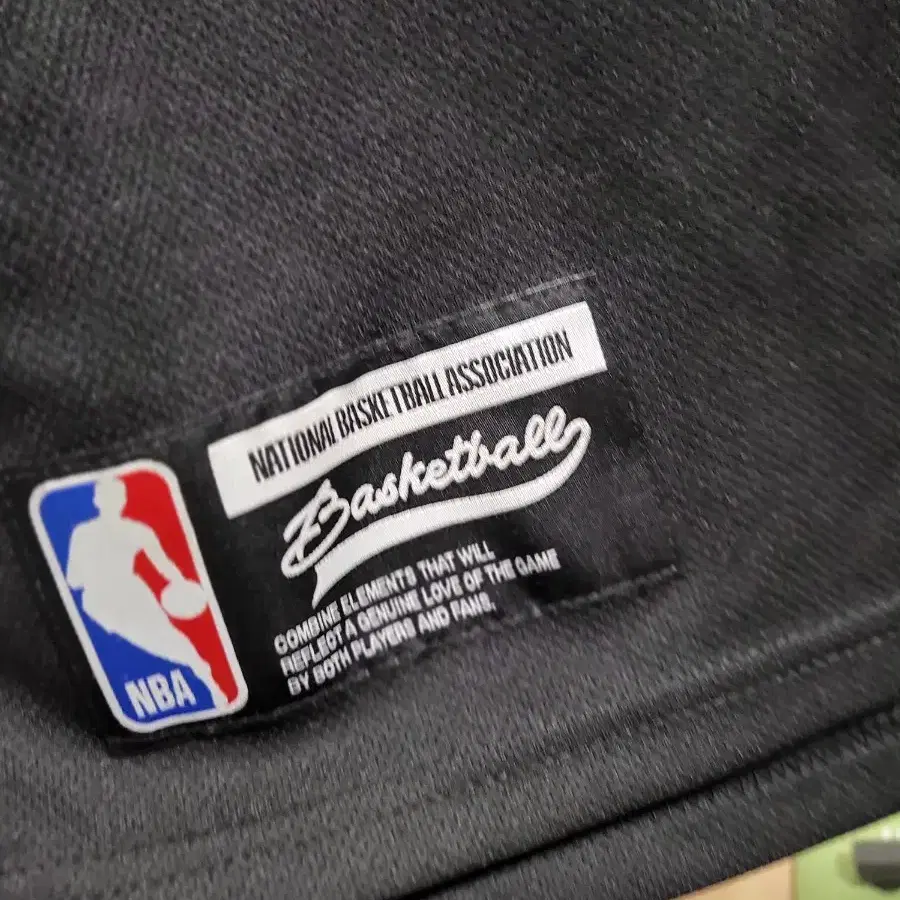 NATIONAL BASKETBALL ASSOCIATION
Basketball
COMBINE ELEMENTS THAT WILL
REFLECT A GENUINE LOVE OF THE GAME
BY BOTH PLAYERS AND FANS.
NBA